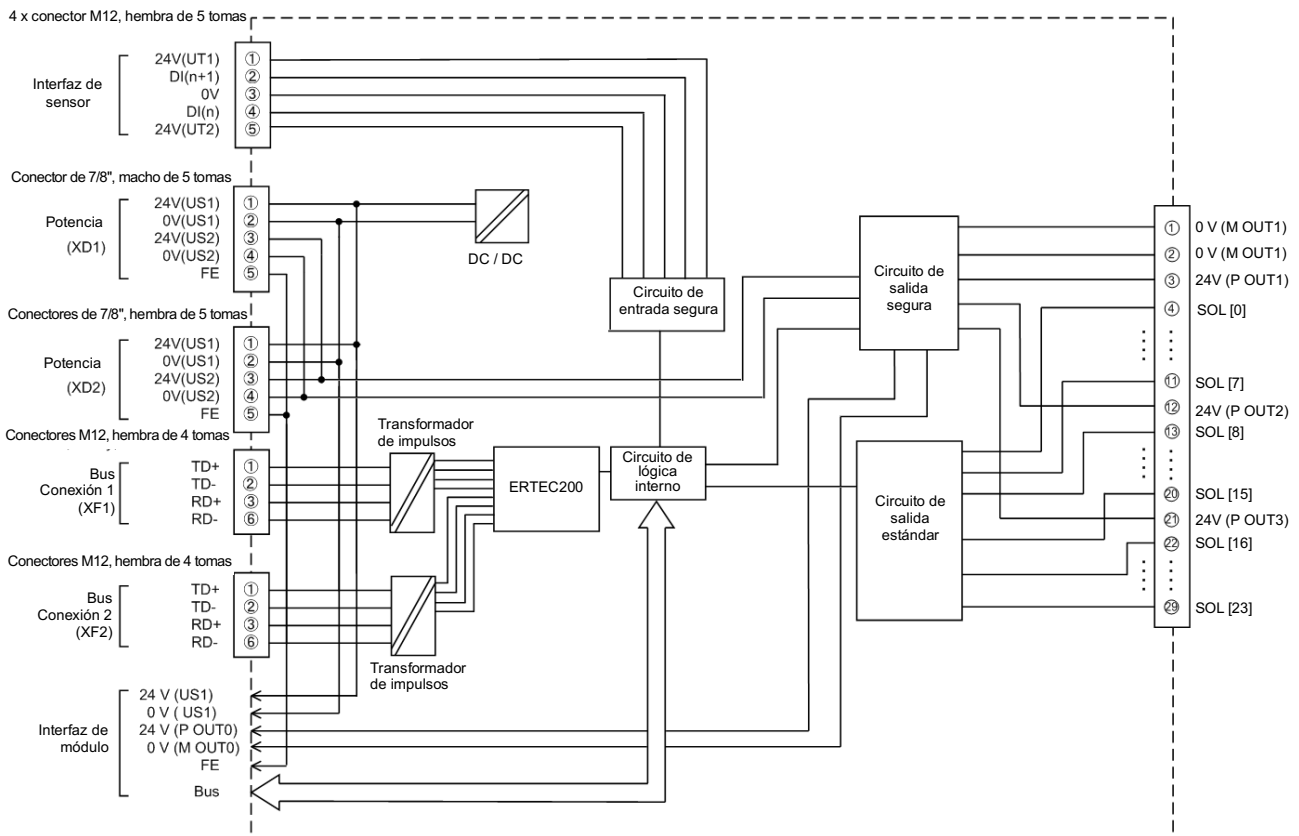 4 x conector M12, hembra de 5 tomas
Interfaz de
sensor
24V(UT1) ①
DI(n+1) ②
0V ③
DI(n) ④
24V(UT2) ⑤
Conector de 7/8", macho de 5 tomas
Potencia
(XD1)
24V(US1) ①
0V(US1) ②
24V(US2) ③
0V(US2) ④
FE ⑤
DC / DC
Conectores de 7/8", hembra de 5 tomas
Potencia
(XD2)
24V(US1) ①
0V(US1) ②
24V(US2) ③
0V(US2) ④
FE ⑤
Conectores M12, hembra de 4 tomas
Bus
Conexión 1
(XF1)
TD+ ①
TD- ②
RD+ ③
RD- ⑥
Transformador
de impulsos
Conectores M12, hembra de 4 tomas
Bus
Conexión 2
(XF2)
TD+ ①
TD- ②
RD+ ③
RD- ⑥
Transformador
de impulsos
Interfaz de
módulo
24 V (US1)
0 V ( US1)
24 V (P OUT0)
0 V (M OUT0)
FE
Bus
ERTEC200
Circuito de
entrada segura
Circuito de
lógica
interno
Circuito de
salida
segura
Circuito de
salida
estándar
① 0 V (M OUT1)
② 0 V (M OUT1)
③ 24V (P OUT1)
④ SOL [0]
⑪ SOL [7]
⑫ 24V (P OUT2)
⑬ SOL [8]
⑳ SOL [15]
㉑ 24V (P OUT3)
㉒ SOL [16]
㉙ SOL [23]